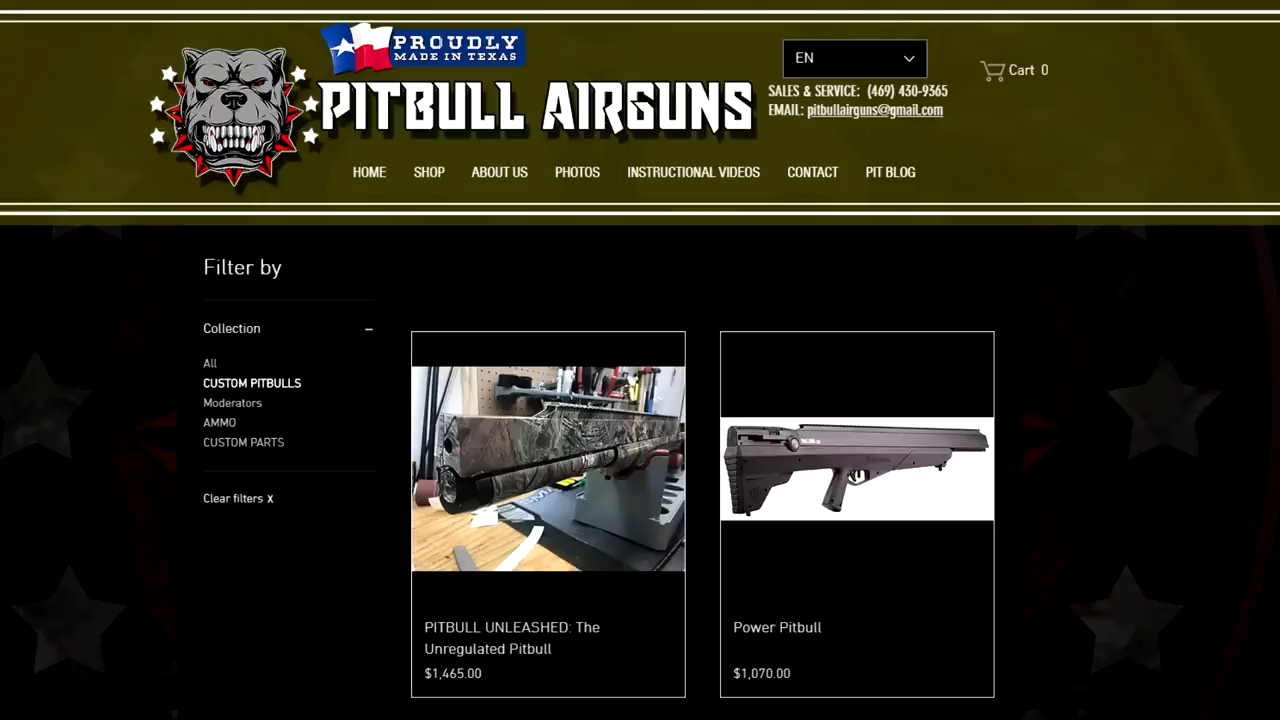 PROUDLY
MADE IN TEXAS
PITBULL AIRGUNS
EN
Cart 0
SALES & SERVICE: (469) 430-9365
EMAIL: pitbullairguns@gmail.com
HOME SHOP ABOUT US PHOTOS INSTRUCTIONAL VIDEOS CONTACT PIT BLOG
Filter by
Collection
All
CUSTOM PITBULLS
Moderators
AMMO
CUSTOM PARTS
Clear filters x
PITBULL UNLEASHED: The
Unregulated Pitbull
$1,465.00
Power Pitbull
$1,070.00